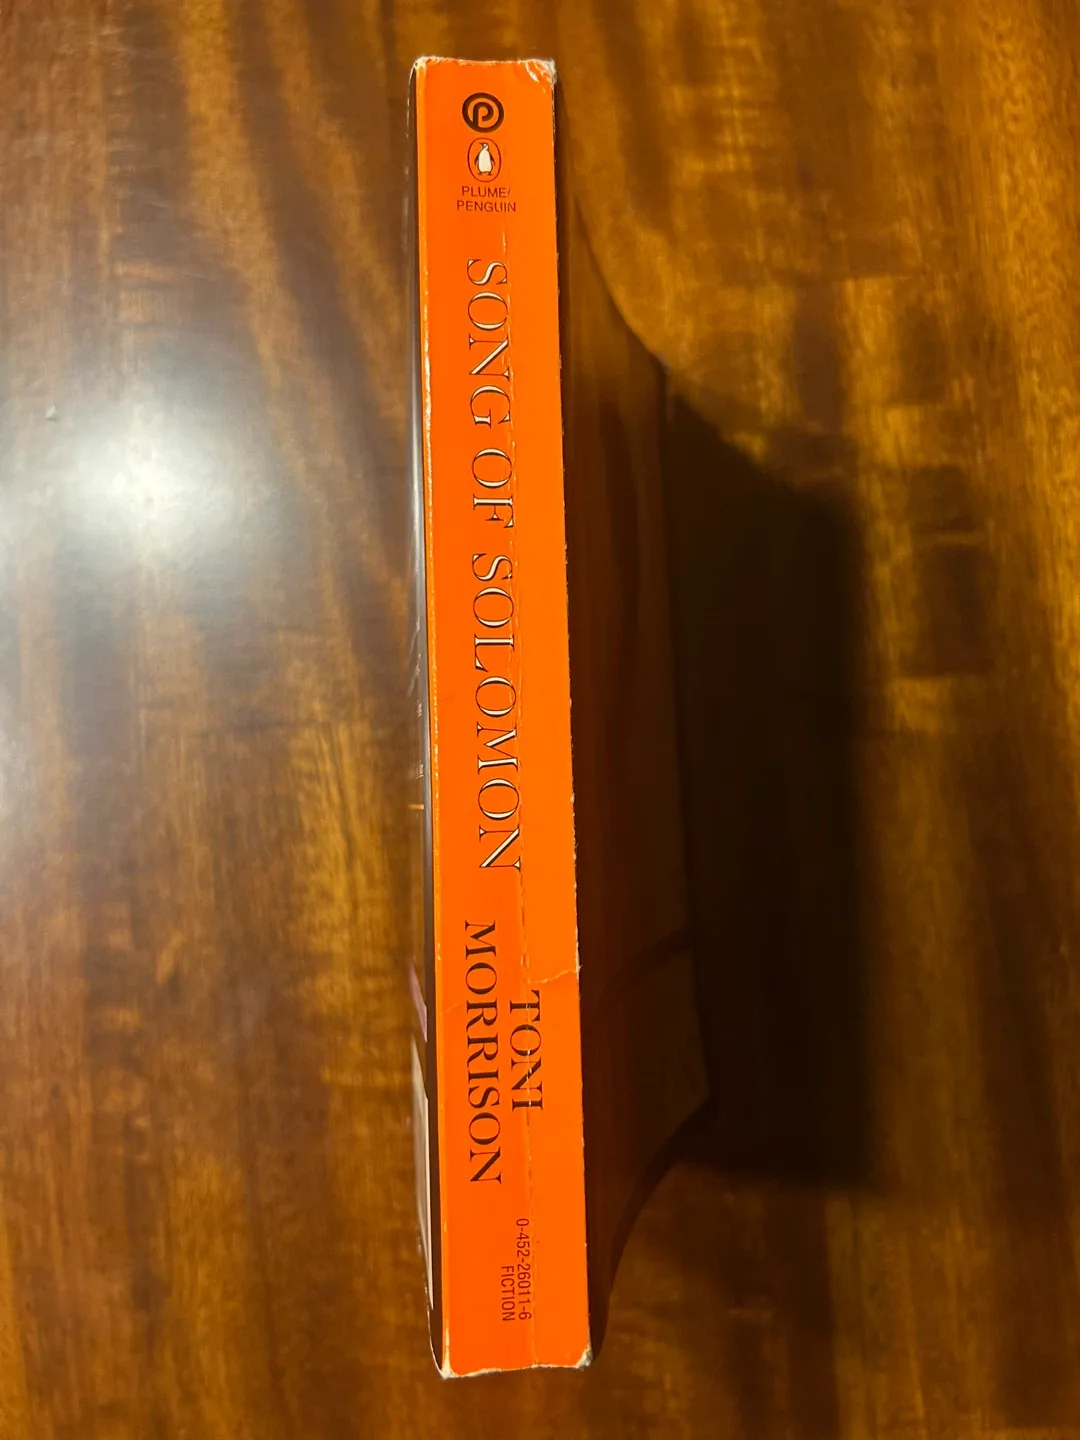 PLUME/
PENGUIN
SONG OF SOLOMON
TONI
MORRISON
0-452-26011-6
FICTION